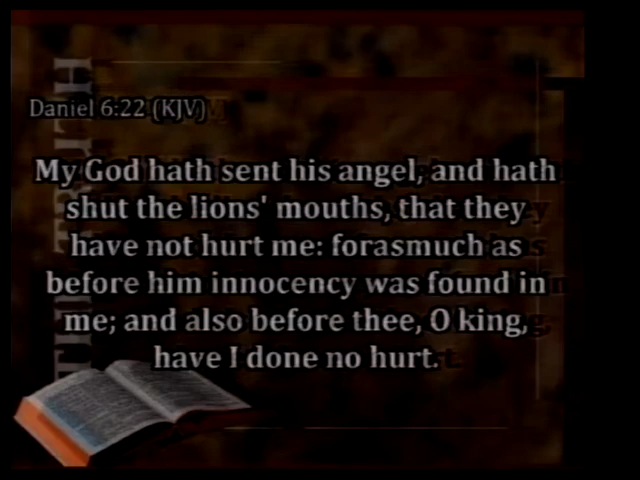 Daniel 6:22 (KJV)
My God hath sent his angel, and hath
shut the lions' mouths, that they
have not hurt me: forasmuch as
before him innocency was found in
me; and also before thee, O king,
have I done no hurt.